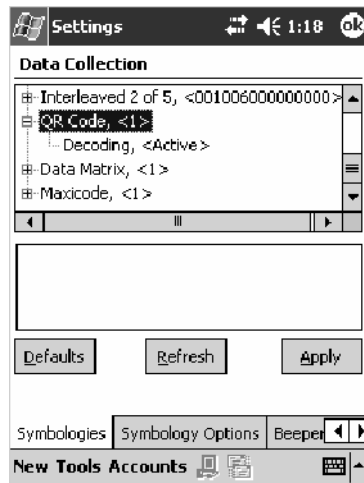 Settings 1:18 ok
Data Collection
Interleaved 2 of 5, <001006000000000>
QR Code, <1>
Decoding, <Active>
Data Matrix, <1>
Maxicode, <1>
Defaults Refresh Apply
Symbologies Symbology Options Beeper
New Tools Accounts